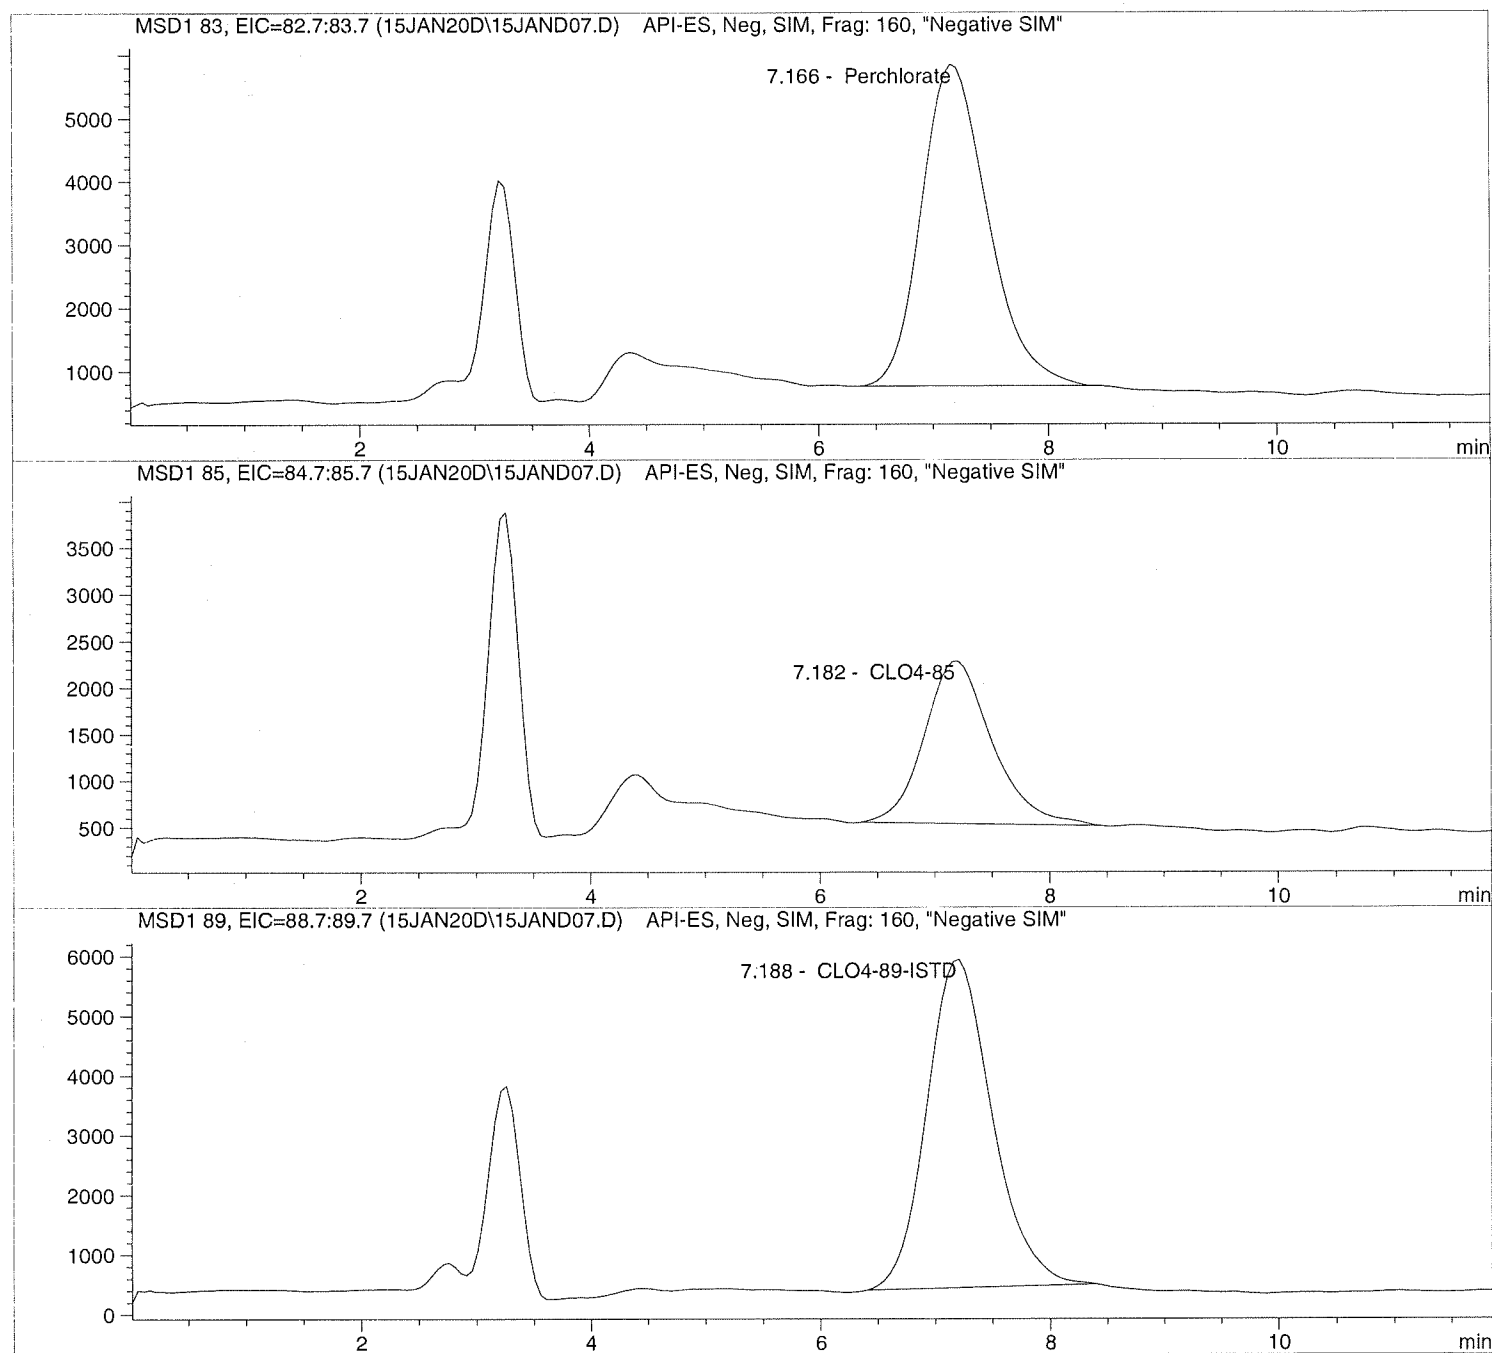 MSD1 83, EIC=82.7:83.7 (15JAN20D\15JAND07.D) API-ES, Neg, SIM, Frag: 160, "Negative SIM"
7.166 - Perchlorate
5000
4000
3000
2000
1000
2 4 6 8 10 min
MSD1 85, EIC=84.7:85.7 (15JAN20D\15JAND07.D) API-ES, Neg, SIM, Frag: 160, "Negative SIM"
3500
3000
2500
7.182 - CLO4-85
2000
1500
1000
500
2 4 6 8 10 min
MSD1 89, EIC=88.7:89.7 (15JAN20D\15JAND07.D) API-ES, Neg, SIM, Frag: 160, "Negative SIM"
6000
7.188 - CLO4-89-ISTD
5000
4000
3000
2000
1000
0
2 4 6 8 10 min